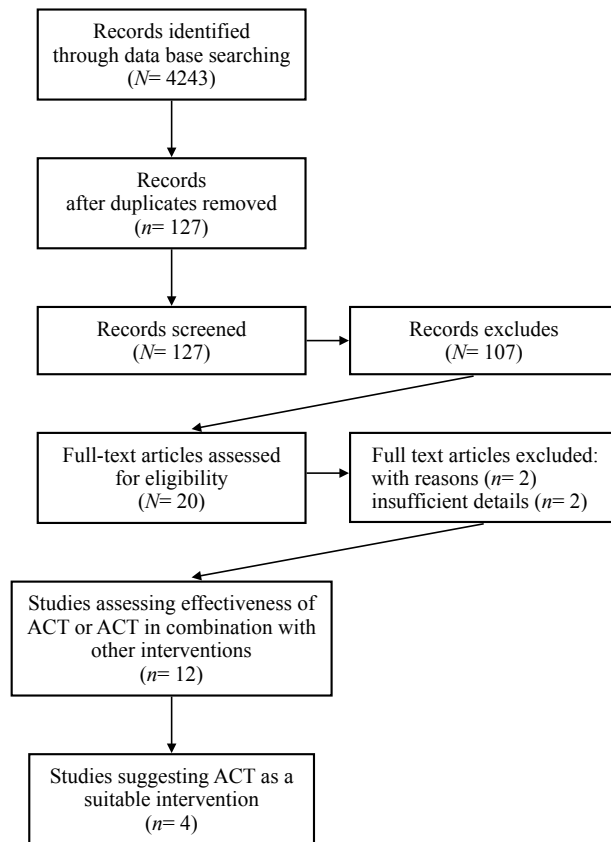 Records identified
through data base searching
(N= 4243)
Records
after duplicates removed
(n= 127)
Records screened
(N= 127)
Records excludes
(N= 107)
Full-text articles assessed
for eligibility
(N= 20)
Full text articles excluded:
with reasons (n= 2)
insufficient details (n= 2)
Studies assessing effectiveness of
ACT or ACT in combination with
other interventions
(n= 12)
Studies suggesting ACT as a
suitable intervention
(n= 4)